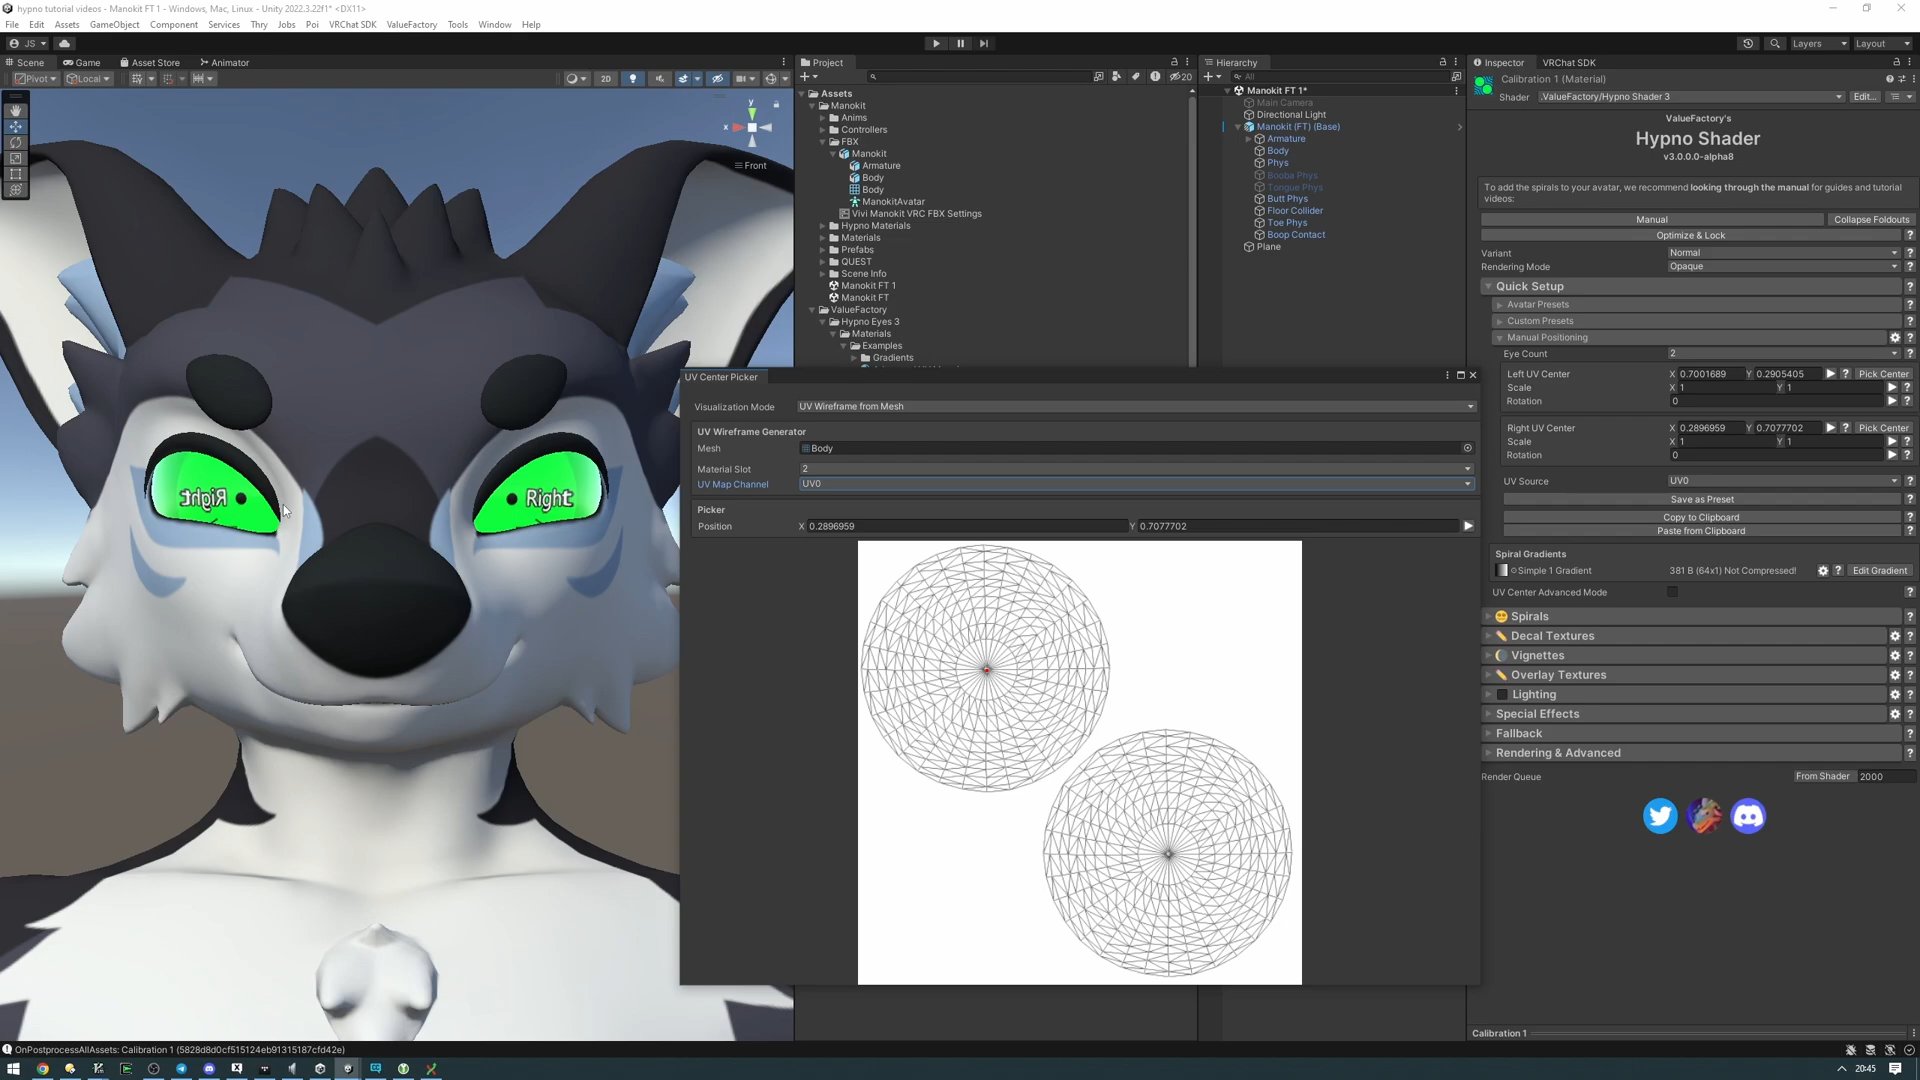 hypno tutorial videos - Manokit FT 1 - Windows, Mac, Linux - Unity 2022.3.22f1* <DX11>
File Edit Assets GameObject Component Services Thry Jobs Poi VRChat SDK ValueFactory Tools Window Help
JS
Layers Layout
Scene Game Asset Store Animator
Pivot Local 2D
y
x
Front
Right
Right
Project
20
Assets
Manokit
Anims
Controllers
FBX
Manokit
Armature
Body
Body
ManokitAvatar
Vivi Manokit VRC FBX Settings
Hypno Materials
Materials
Prefabs
QUEST
Scene Info
Manokit FT 1
Manokit FT
ValueFactory
Hypno Eyes 3
Materials
Examples
Gradients
Hierarchy
All
Manokit FT 1*
Main Camera
Directional Light
Manokit (FT) (Base)
Armature
Body
Phys
Booba Phys
Tongue Phys
Butt Phys
Floor Collider
Toe Phys
Boop Contact
Plane
UV Center Picker
Visualization Mode UV Wireframe from Mesh
UV Wireframe Generator
Mesh Body
Material Slot 2
UV Map Channel UV0
Picker
Position X 0.2896959 Y 0.7077702
Inspector VRChat SDK
Calibration 1 (Material)
Shader .ValueFactory/Hypno Shader 3 Edit...
ValueFactory's
Hypno Shader
v3.0.0.0-alpha8
To add the spirals to your avatar, we recommend looking through the manual for guides and tutorial
videos:
Manual Collapse Foldouts
Optimize & Lock ?
Variant Normal ?
Rendering Mode Opaque ?
Quick Setup ?
Avatar Presets ?
Custom Presets ?
Manual Positioning ?
Eye Count 2 ?
Left UV Center X 0.7001689 Y 0.2905405 ? Pick Center
Scale X 1 Y 1 ?
Rotation 0 ?
Right UV Center X 0.2896959 Y 0.7077702 ? Pick Center
Scale X 1 Y 1 ?
Rotation 0 ?
UV Source UV0 ?
Save as Preset ?
Copy to Clipboard ?
Paste from Clipboard ?
Spiral Gradients
Simple 1 Gradient 381 B (64x1) Not Compressed! ? Edit Gradient
UV Center Advanced Mode ?
Spirals ?
Decal Textures ?
Vignettes ?
Overlay Textures ?
Lighting ?
Special Effects ?
Fallback ?
Rendering & Advanced ?
Render Queue From Shader 2000
Calibration 1
OnPostprocessAllAssets: Calibration 1 (5828d8d0cf515124eb91315187cfd42e)
20:45